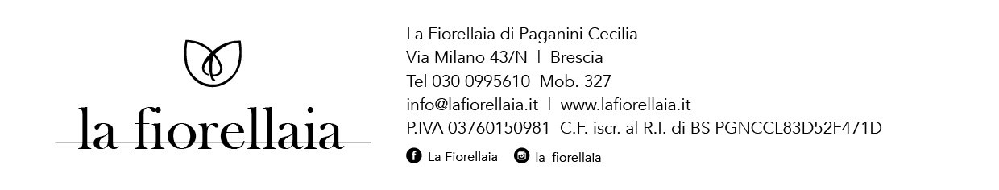 la fiorellaia
La Fiorellaia di Paganini Cecilia
Via Milano 43/N | Brescia
Tel 030 0995610 Mob. 327
info@lafiorellaia.it | www.lafiorellaia.it
P.IVA 03760150981 C.F. iscr. al R.I. di BS PGNCCL83D52F471D
La Fiorellaia la_fiorellaia